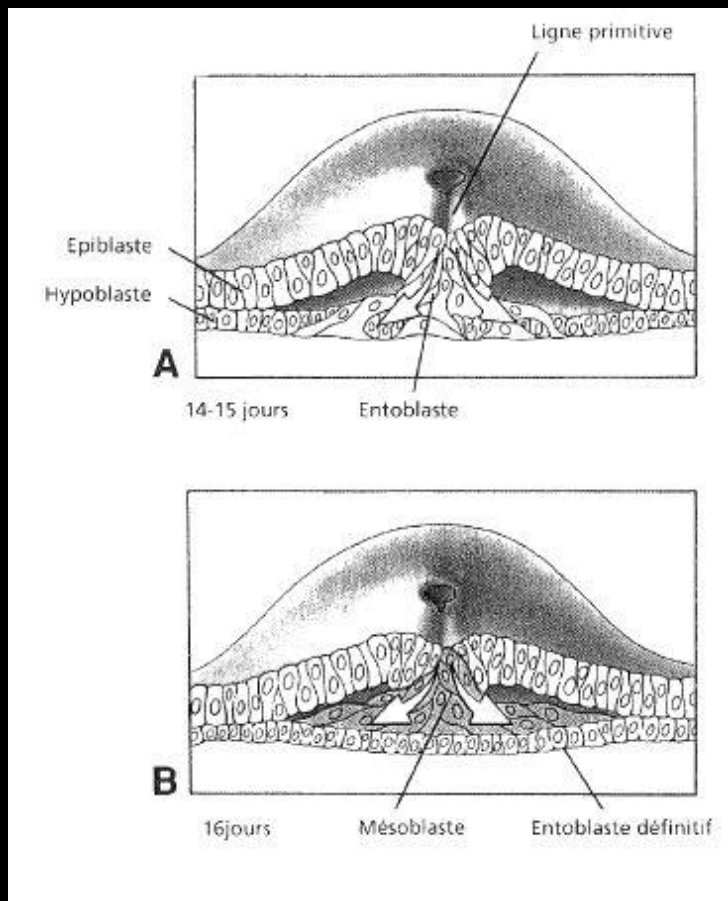 Ligne primitive
Epiblaste
Hypoblaste
A
14-15 jours
Entoblaste
B
16jours
Mésoblaste
Entoblaste définitif